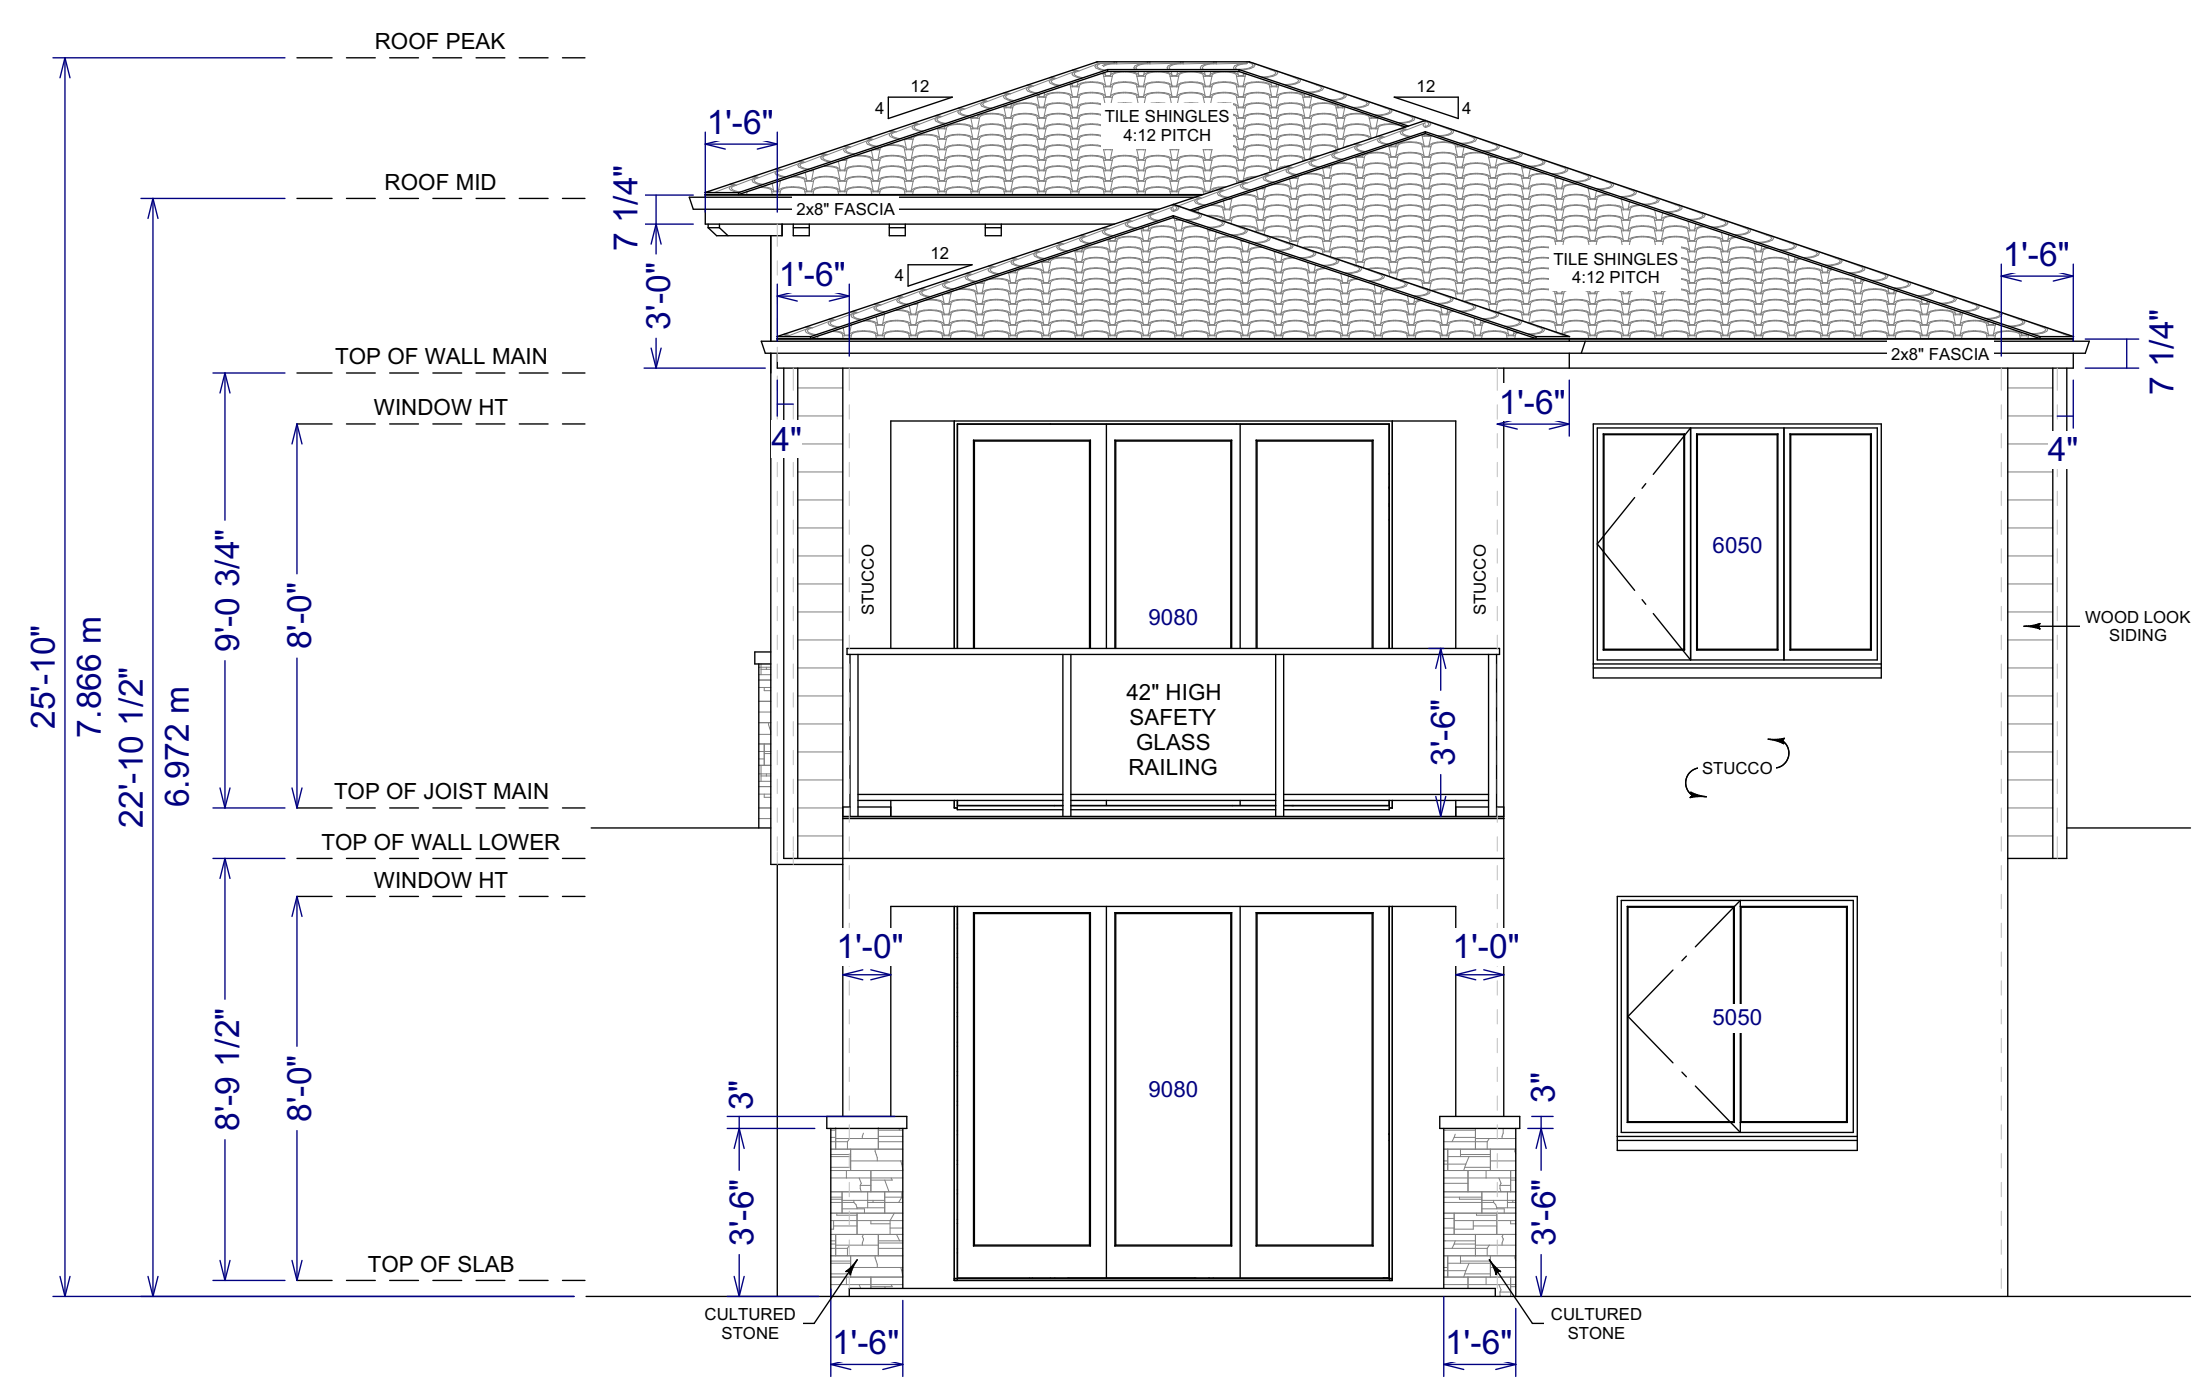 ROOF PEAK
12
4
12
4
TILE SHINGLES
4:12 PITCH
1'-6"
ROOF MID
7 1/4"
2x8" FASCIA
12
4
1'-6"
3'-0"
TILE SHINGLES
4:12 PITCH
1'-6"
TOP OF WALL MAIN
2x8" FASCIA
7 1/4"
WINDOW HT
1'-6"
4"
4"
9'-0 3/4"
8'-0"
STUCCO
STUCCO
6050
9080
WOOD LOOK
SIDING
25'-10"
7.866 m
22'-10 1/2"
6.972 m
42" HIGH
SAFETY
GLASS
RAILING
3'-6"
STUCCO
TOP OF JOIST MAIN
TOP OF WALL LOWER
WINDOW HT
1'-0"
1'-0"
8'-9 1/2"
8'-0"
5050
9080
3"
3"
3'-6"
3'-6"
TOP OF SLAB
CULTURED
STONE
CULTURED
STONE
1'-6"
1'-6"